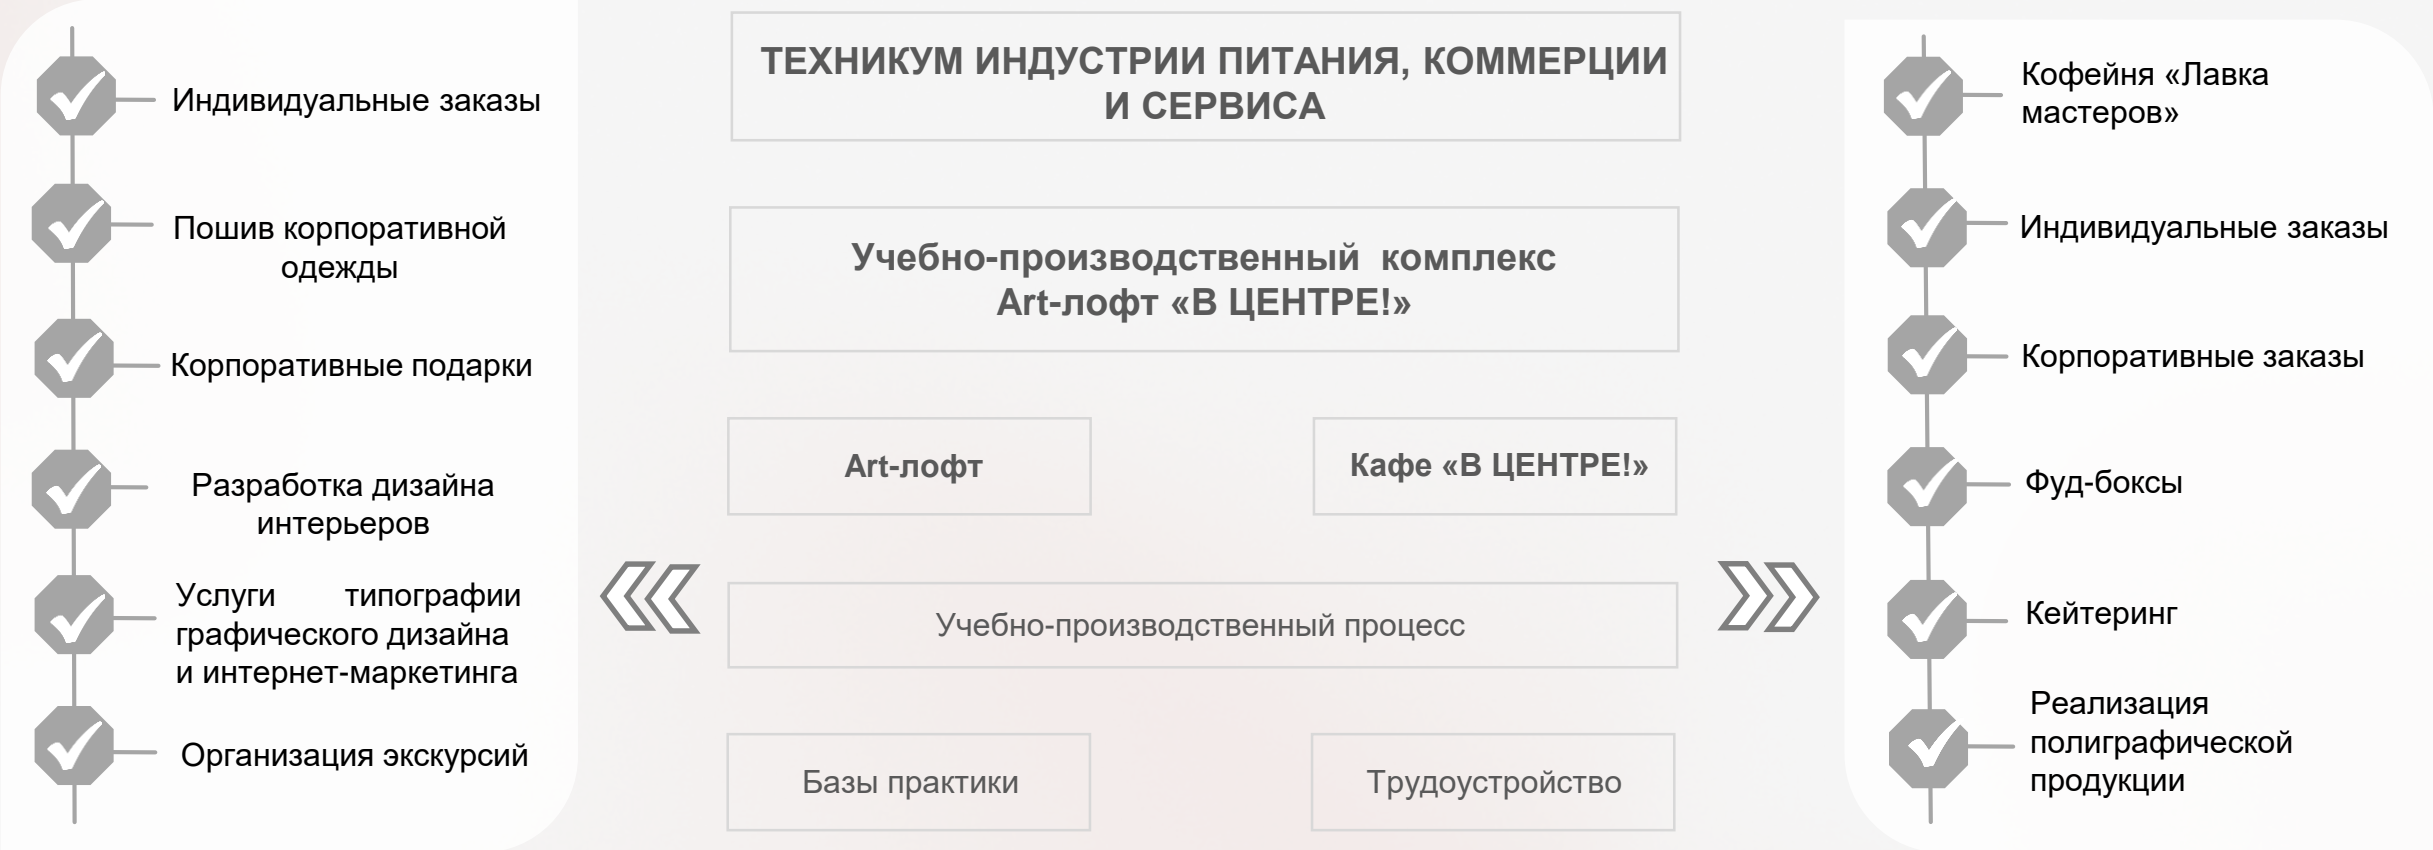 Индивидуальные заказы
Пошив корпоративной
одежды
Корпоративные подарки
Разработка дизайна
интерьеров
Услуги типографии
графического дизайна
и интернет-маркетинга
Организация экскурсий
ТЕХНИКУМ ИНДУСТРИИ ПИТАНИЯ, КОММЕРЦИИ
И СЕРВИСА
Учебно-производственный комплекс
Art-лофт «В ЦЕНТРЕ!»
Art-лофт
Кафе «В ЦЕНТРЕ!»
Учебно-производственный процесс
Базы практики
Трудоустройство
Кофейня «Лавка
мастеров»
Индивидуальные заказы
Корпоративные заказы
Фуд-боксы
Кейтеринг
Реализация
полиграфической
продукции